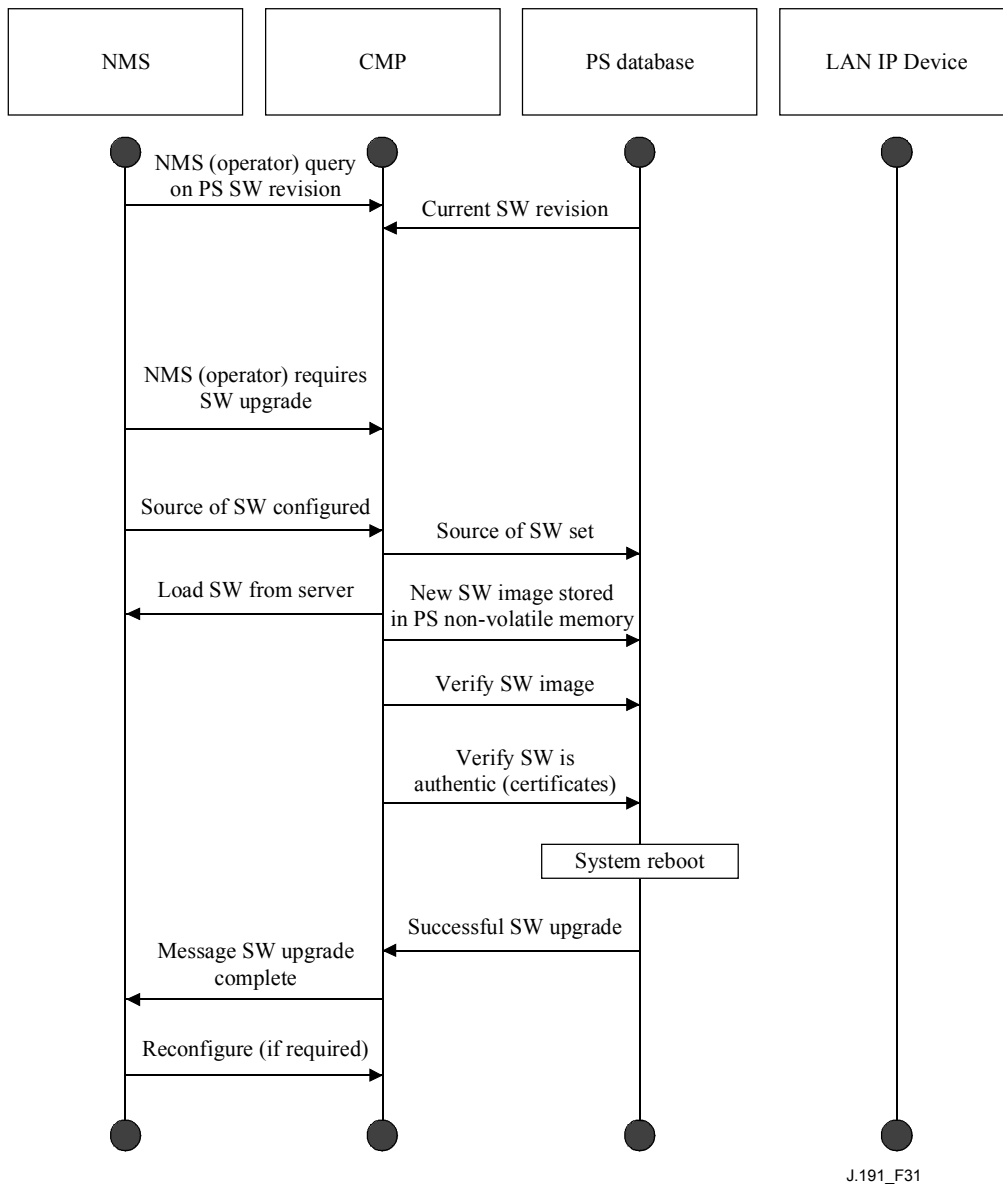 NMS
CMP
PS database
LAN IP Device
NMS (operator) query
on PS SW revision
Current SW revision
NMS (operator) requires
SW upgrade
Source of SW configured
Source of SW set
Load SW from server
New SW image stored
in PS non-volatile memory
Verify SW image
Verify SW is
authentic (certificates)
System reboot
Successful SW upgrade
Message SW upgrade
complete
Reconfigure (if required)
J.191_F31